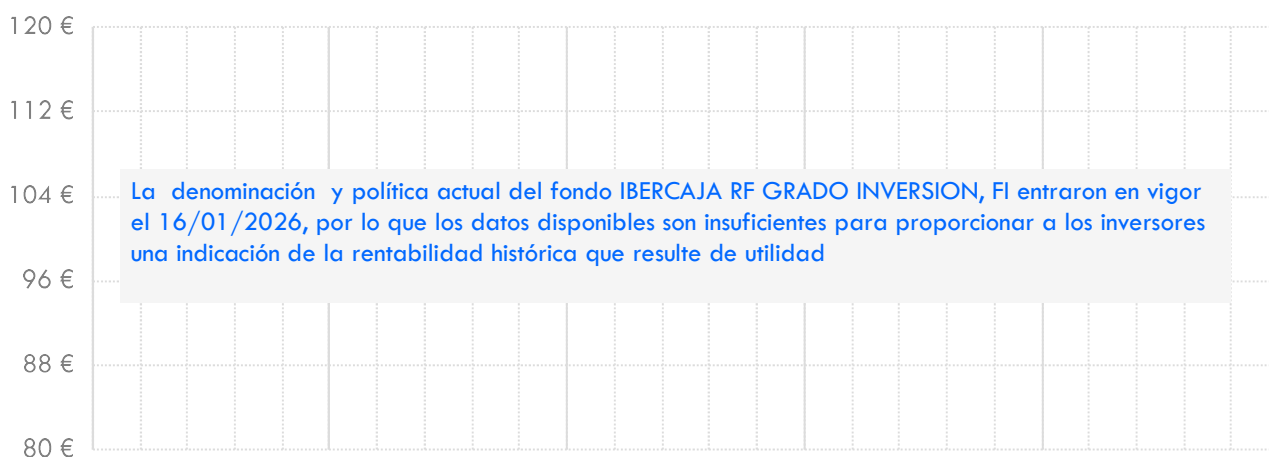 120 €
112 €
104 €
La denominación y política actual del fondo IBERCAJA RF GRADO INVERSION, FI entraron en vigor
el 16/01/2026, por lo que los datos disponibles son insuficientes para proporcionar a los inversores
una indicación de la rentabilidad histórica que resulte de utilidad
96 €
88 €
80 €